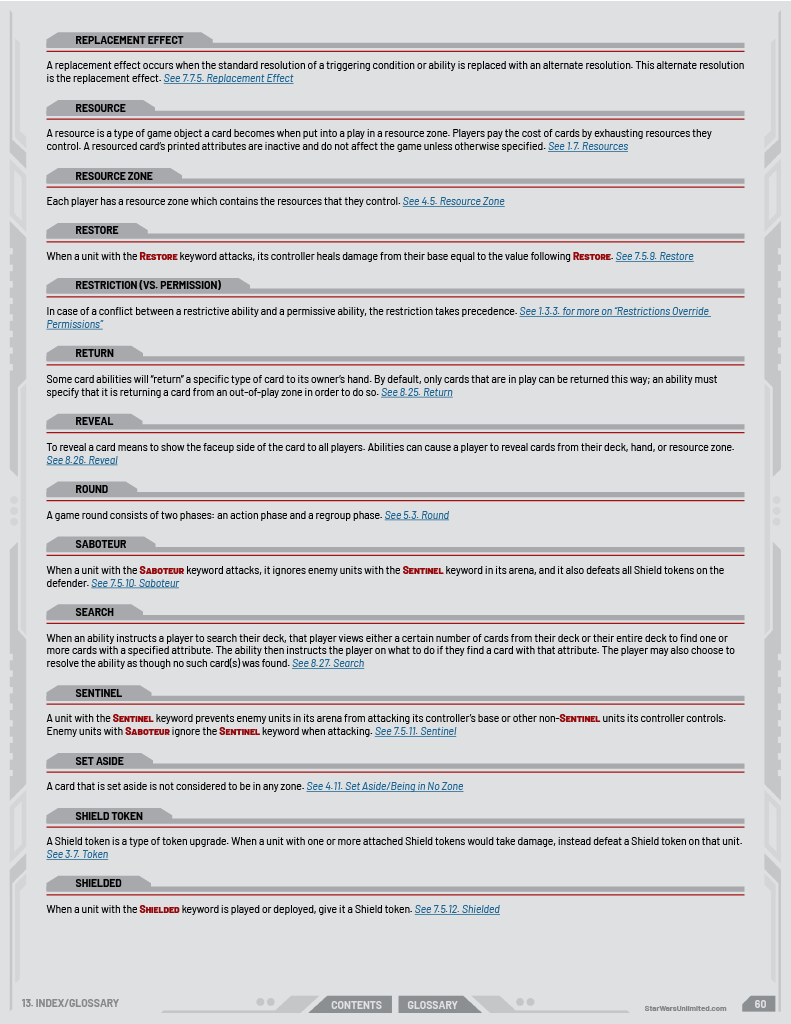 REPLACEMENT EFFECT
A replacement effect occurs when the standard resolution of a triggering condition or ability is replaced with an alternate resolution. This alternate resolution
is the replacement effect. See 7.7.5. Replacement Effect
RESOURCE
A resource is a type of game object a card becomes when put into a play in a resource zone. Players pay the cost of cards by exhausting resources they
control. A resourced card’s printed attributes are inactive and do not affect the game unless otherwise specified. See 1.7. Resources
RESOURCE ZONE
Each player has a resource zone which contains the resources that they control. See 4.5. Resource Zone
RESTORE
When a unit with the RESTORE keyword attacks, its controller heals damage from their base equal to the value following RESTORE. See 7.5.9. Restore
RESTRICTION (VS. PERMISSION)
In case of a conflict between a restrictive ability and a permissive ability, the restriction takes precedence. See 1.3.3. for more on “Restrictions Override
Permissions”
RETURN
Some card abilities will “return” a specific type of card to its owner’s hand. By default, only cards that are in play can be returned this way; an ability must
specify that it is returning a card from an out-of-play zone in order to do so. See 8.25. Return
REVEAL
To reveal a card means to show the faceup side of the card to all players. Abilities can cause a player to reveal cards from their deck, hand, or resource zone.
See 8.26. Reveal
ROUND
A game round consists of two phases: an action phase and a regroup phase. See 5.3. Round
SABOTEUR
When a unit with the SABOTEUR keyword attacks, it ignores enemy units with the SENTINEL keyword in its arena, and it also defeats all Shield tokens on the
defender. See 7.5.10. Saboteur
SEARCH
When an ability instructs a player to search their deck, that player views either a certain number of cards from their deck or their entire deck to find one or
more cards with a specified attribute. The ability then instructs the player on what to do if they find a card with that attribute. The player may also choose to
resolve the ability as though no such card(s) was found. See 8.27. Search
SENTINEL
A unit with the SENTINEL keyword prevents enemy units in its arena from attacking its controller’s base or other non-SENTINEL units its controller controls.
Enemy units with SABOTEUR ignore the SENTINEL keyword when attacking. See 7.5.11. Sentinel
SET ASIDE
A card that is set aside is not considered to be in any zone. See 4.11. Set Aside/Being in No Zone
SHIELD TOKEN
A Shield token is a type of token upgrade. When a unit with one or more attached Shield tokens would take damage, instead defeat a Shield token on that unit.
See 3.7. Token
SHIELDED
When a unit with the SHIELDED keyword is played or deployed, give it a Shield token. See 7.5.12. Shielded
13. INDEX/GLOSSARY
CONTENTS
GLOSSARY
StarWarsUnlimited.com
60